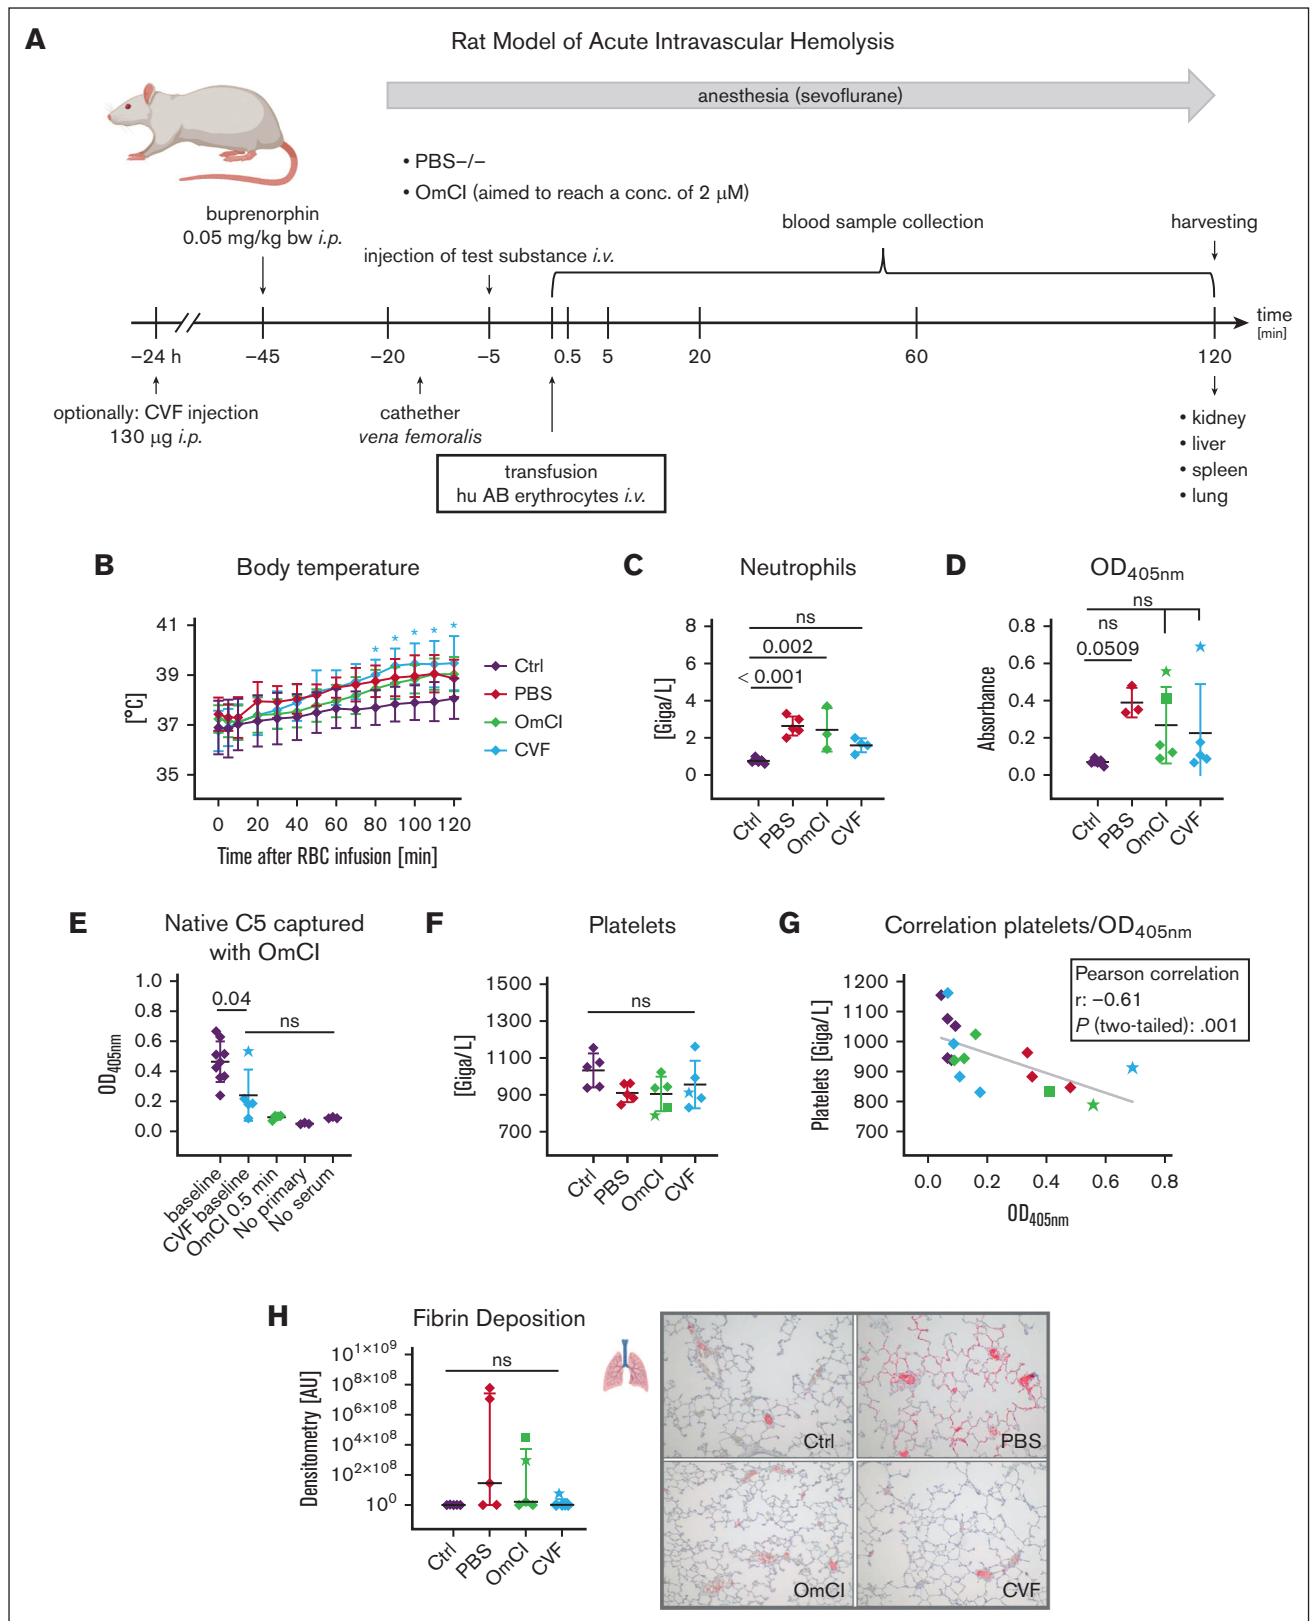 A
Rat Model of Acute Intravascular Hemolysis
anesthesia (sevoflurane)
• PBS–/–
• OmCI (aimed to reach a conc. of 2 μM)
buprenorphin
0.05 mg/kg bw i.p.
injection of test substance i.v.
blood sample collection
harvesting
time
[min]
–24 h
–45
–20
–5
0.5
5
20
60
120
optionally: CVF injection
130 μg i.p.
cathether
vena femoralis
transfusion
hu AB erythrocytes i.v.
• kidney
• liver
• spleen
• lung
B
Body temperature
[°C]
41
39
37
35
* * * * *
0 20 40 60 80 100 120
Time after RBC infusion [min]
Ctrl
PBS
OmCI
CVF
C
Neutrophils
[Giga/L]
8
6
4
2
0
ns
0.002
< 0.001
Ctrl
PBS
OmCI
CVF
D
OD405nm
Absorbance
0.8
0.6
0.4
0.2
0.0
ns
ns
0.0509
Ctrl
PBS
OmCI
CVF
E
Native C5 captured
with OmCI
OD405nm
1.0
0.8
0.6
0.4
0.2
0.0
0.04
ns
baseline
CVF baseline
OmCI 0.5 min
No primary
No serum
F
Platelets
[Giga/L]
1500
1300
1100
900
700
ns
Ctrl
PBS
OmCI
CVF
G
Correlation platelets/OD405nm
Platelets [Giga/L]
1200
1100
1000
900
800
700
Pearson correlation
r: –0.61
P (two-tailed): .001
0.0 0.2 0.4 0.6 0.8
OD405nm
H
Fibrin Deposition
Densitometry [AU]
10^1×10^9
10^8×10^8
10^6×10^8
10^4×10^8
10^2×10^8
10^0
ns
Ctrl
PBS
OmCI
CVF
Ctrl
PBS
OmCI
CVF